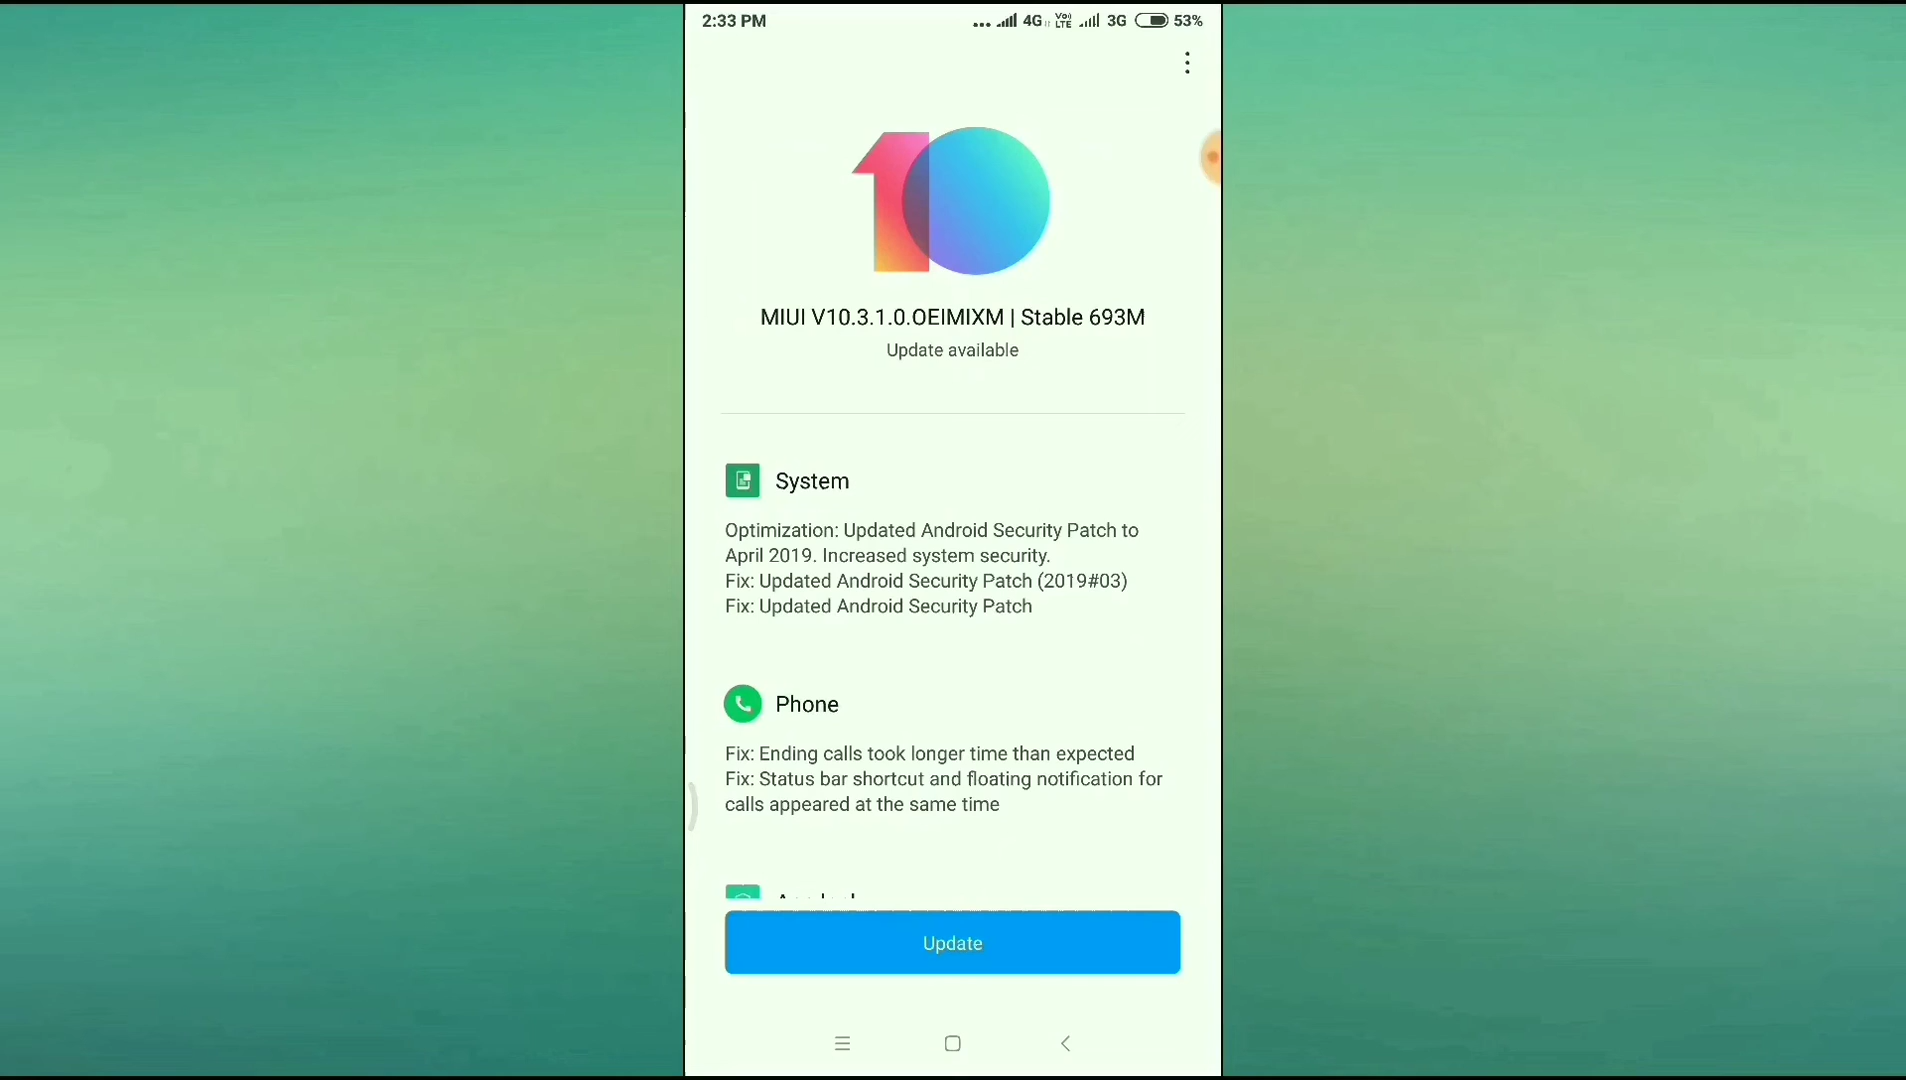 2:33 PM
4G Vo) LTE 3G 53%
10
MIUI V10.3.1.0.OEIMIXM | Stable 693M
Update available
System
Optimization: Updated Android Security Patch to
April 2019. Increased system security.
Fix: Updated Android Security Patch (2019#03)
Fix: Updated Android Security Patch
Phone
Fix: Ending calls took longer time than expected
Fix: Status bar shortcut and floating notification for
calls appeared at the same time
Update